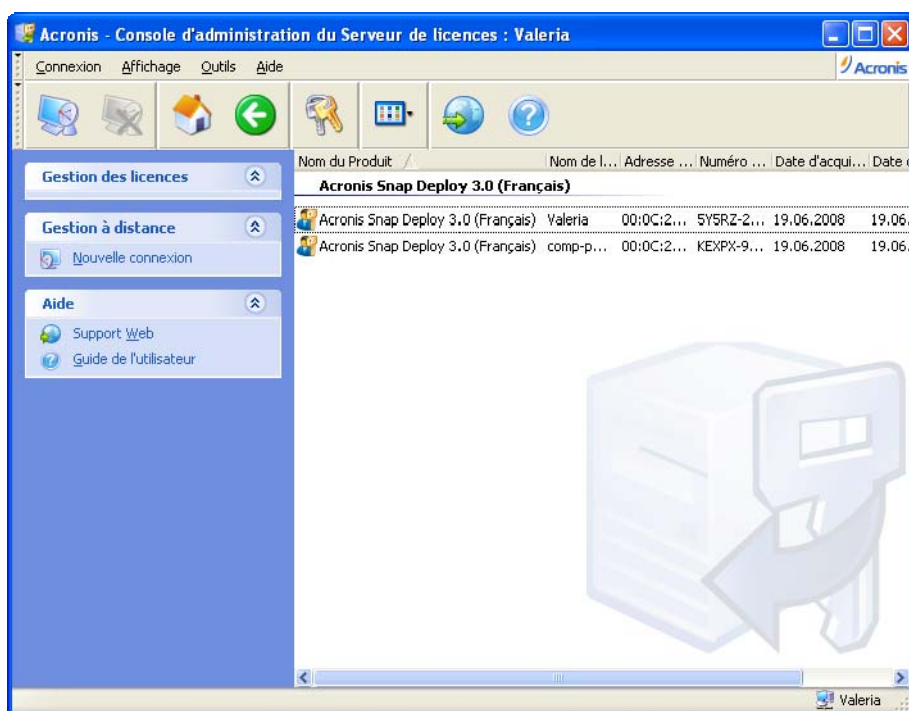 Acronis - Console d'administration du Serveur de licences : Valeria
Connexion Affichage Outils Aide
Acronis
Gestion des licences
Gestion à distance
Nouvelle connexion
Aide
Support Web
Guide de l'utilisateur
Nom du Produit Nom de l... Adresse ... Numéro ... Date d'acqui... Date
Acronis Snap Deploy 3.0 (Français)
Acronis Snap Deploy 3.0 (Français) Valeria 00:0C:2... 5Y5RZ-2... 19.06.2008 19.06.
Acronis Snap Deploy 3.0 (Français) comp-p... 00:0C:2... KEXPX-9... 19.06.2008 19.06.
Valeria